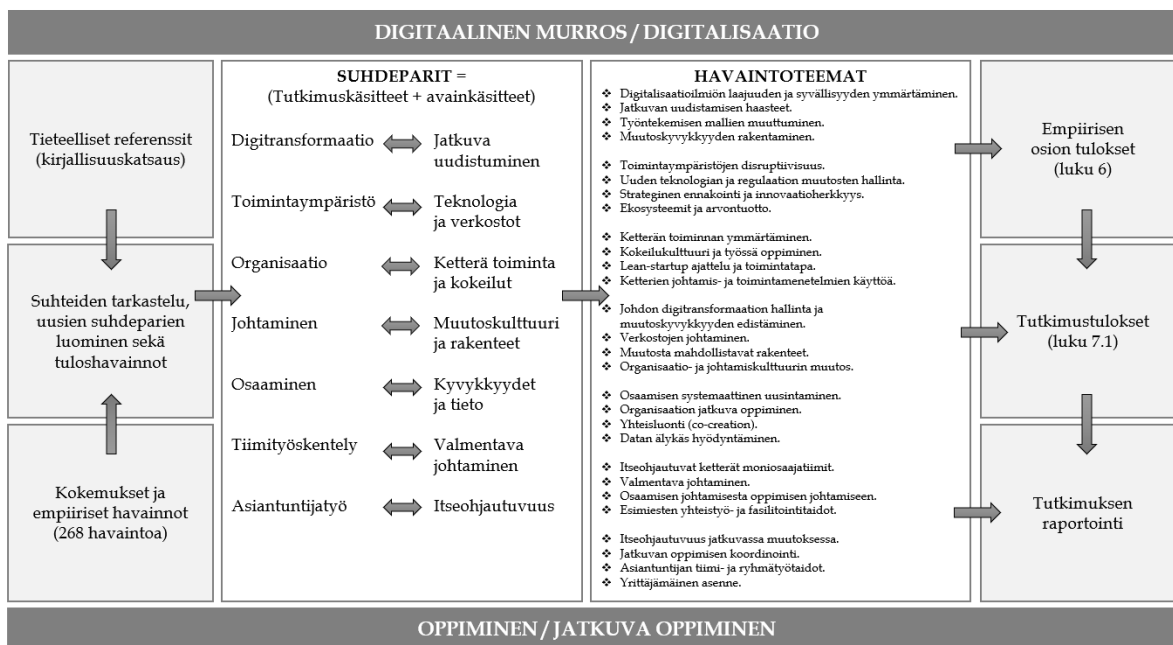 DIGITAALINEN MURROS / DIGITALISAATIO
Tieteelliset referenssit
(kirjallisuuskatsaus)
Suhteiden tarkastelu,
uusien suhdeparien
luominen sekä
tuloshavainnot
Kokemukset ja
empiiriset havainnot
(268 havaintoa)
SUHDEPARIT =
(Tutkimuskäsitteet + avainkäsitteet)
Digitransformaatio
Jatkuva
uudistuminen
Toimintaympäristö
Teknologia
ja verkostot
Organisaatio
Ketterä toiminta
ja kokeilut
Johtaminen
Muutoskulttuuri
ja rakenteet
Osaaminen
Kyvykkyydet
ja tieto
Tiimityöskentely
Valmentava
johtaminen
Asiantuntijatyö
Itseohjautuvuus
HAVAINTOTEEMAT
❖ Digitalisaatioilmiön laajuuden ja syvällisyyden ymmärtäminen.
❖ Jatkuvan uudistamisen haasteet.
❖ Työntekemisen mallien muuttuminen.
❖ Muutoskyvykkyyden rakentaminen.
❖ Toimintaympäristöjen disruptiivisuus.
❖ Uuden teknologian ja regulaation muutosten hallinta.
❖ Strateginen ennakointi ja innovaatioherkkyys.
❖ Ekosysteemit ja arvontuotto.
❖ Ketterän toiminnan ymmärtäminen.
❖ Kokeilukulttuuri ja työssä oppiminen.
❖ Lean-startup ajattelu ja toimintatapa.
❖ Ketterien johtamis- ja toimintamenetelmien käyttöä.
❖ Johdon digitransformaation hallinta ja
muutoskyvykkyyden edistäminen.
❖ Verkostojen johtaminen.
❖ Muutosta mahdollistavat rakenteet.
❖ Organisaatio- ja johtamiskulttuurin muutos.
❖ Osaamisen systemaattinen uusintaminen.
❖ Organisaation jatkuva oppiminen.
❖ Yhteisluonti (co-creation).
❖ Datan älykäs hyödyntäminen.
❖ Itseohjautuvat ketterät moniosaajatiimit.
❖ Valmentava johtaminen.
❖ Osaamisen johtamisesta oppimisen johtamiseen.
❖ Esimiesten yhteistyö- ja fasilitointitaidot.
❖ Itseohjautuvuus jatkuvassa muutoksessa.
❖ Jatkuvan oppimisen koordinointi.
❖ Asiantuntijan tiimi- ja ryhmätyötaidot.
❖ Yrittäjämäinen asenne.
Empiirisen
osion tulokset
(luku 6)
Tutkimustulokset
(luku 7.1)
Tutkimuksen
raportointi
OPPIMINEN / JATKUVA OPPIMINEN